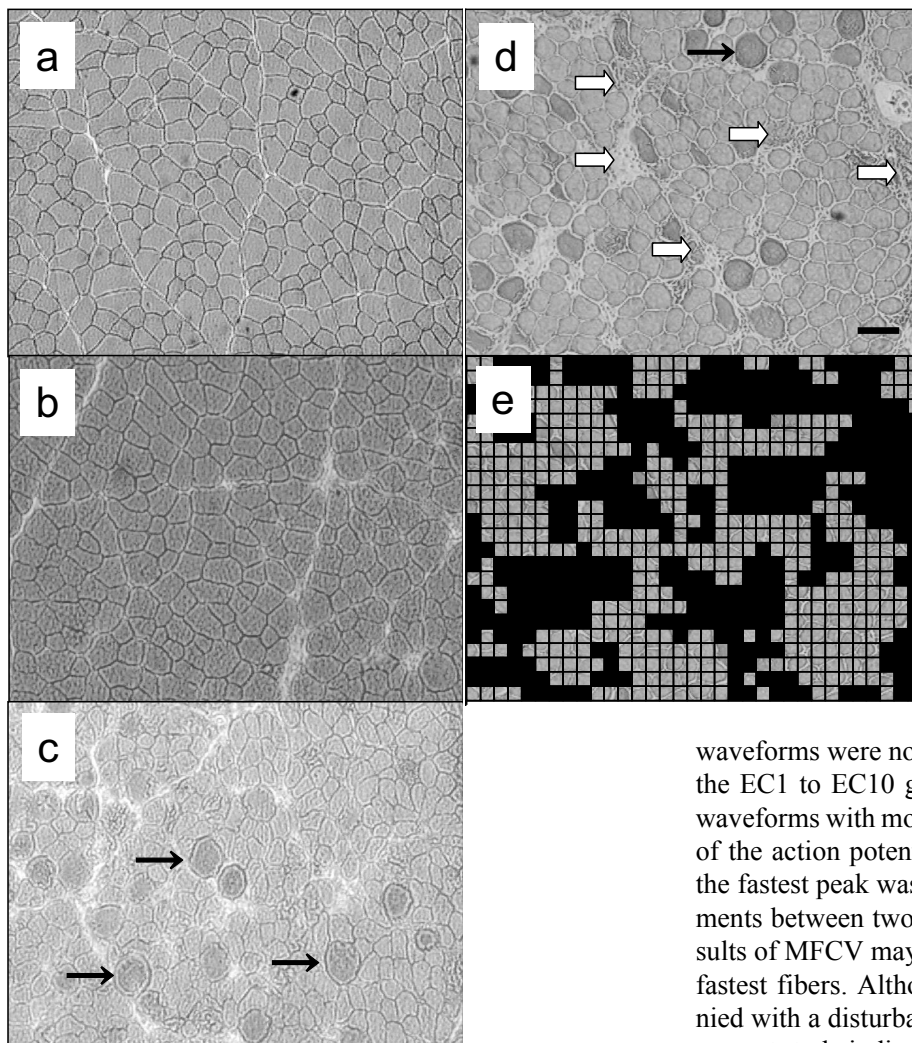 a
b
c
d
e
waveforms were no
the EC1 to EC10 g
waveforms with mo
of the action poten
the fastest peak was
ments between two
sults of MFCV may
fastest fibers. Altho
nied with a disturba